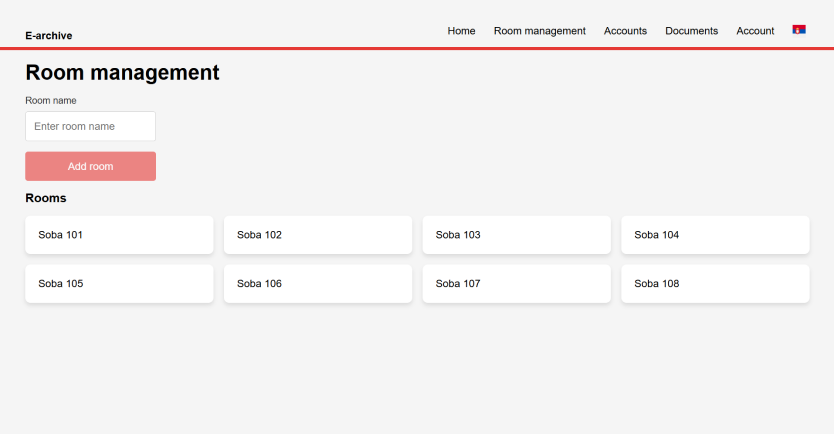 E-archive
Home Room management Accounts Documents Account
Room management
Room name
Enter room name
Add room
Rooms
Soba 101 Soba 102 Soba 103 Soba 104
Soba 105 Soba 106 Soba 107 Soba 108